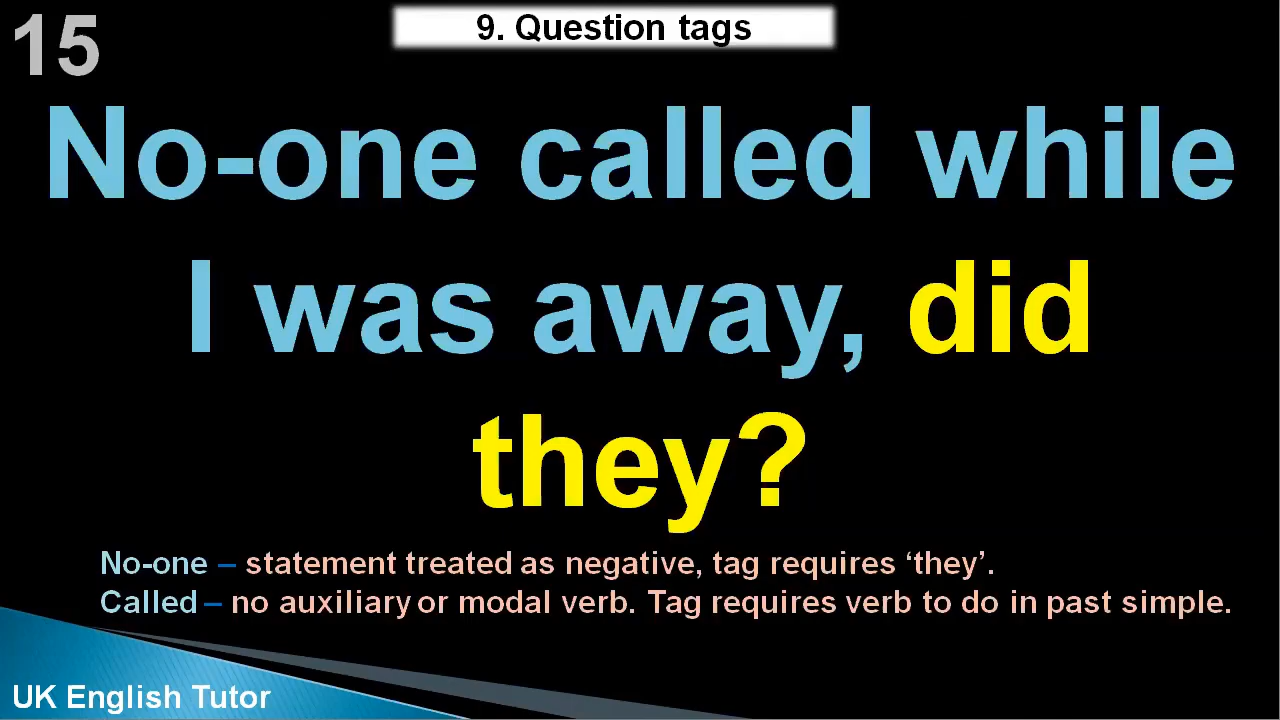 15
9. Question tags
No-one called while
I was away, did
they?
No-one – statement treated as negative, tag requires ‘they’.
Called – no auxiliary or modal verb. Tag requires verb to do in past simple.
UK English Tutor